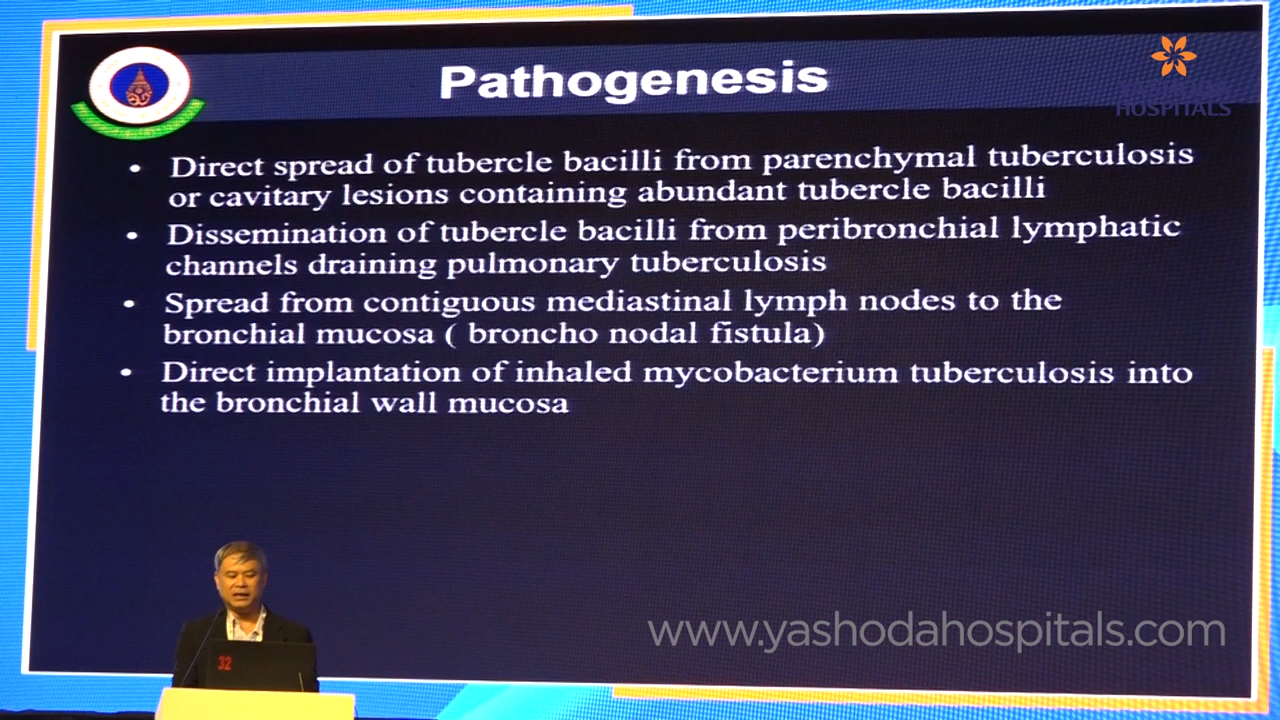 Pathogenesis
HOSPITALS
• Direct spread of tubercle bacilli from parenchymal tuberculosis
or cavitary lesions containing abundant tubercle bacilli
• Dissemination of tubercle bacilli from peribronchial lymphatic
channels draining pulmonary tuberculosis
• Spread from contiguous mediastinal lymph nodes to the
bronchial mucosa ( broncho nodal fistula)
• Direct implantation of inhaled mycobacterium tuberculosis into
the bronchial wall mucosa
www.yashodahospitals.com
32